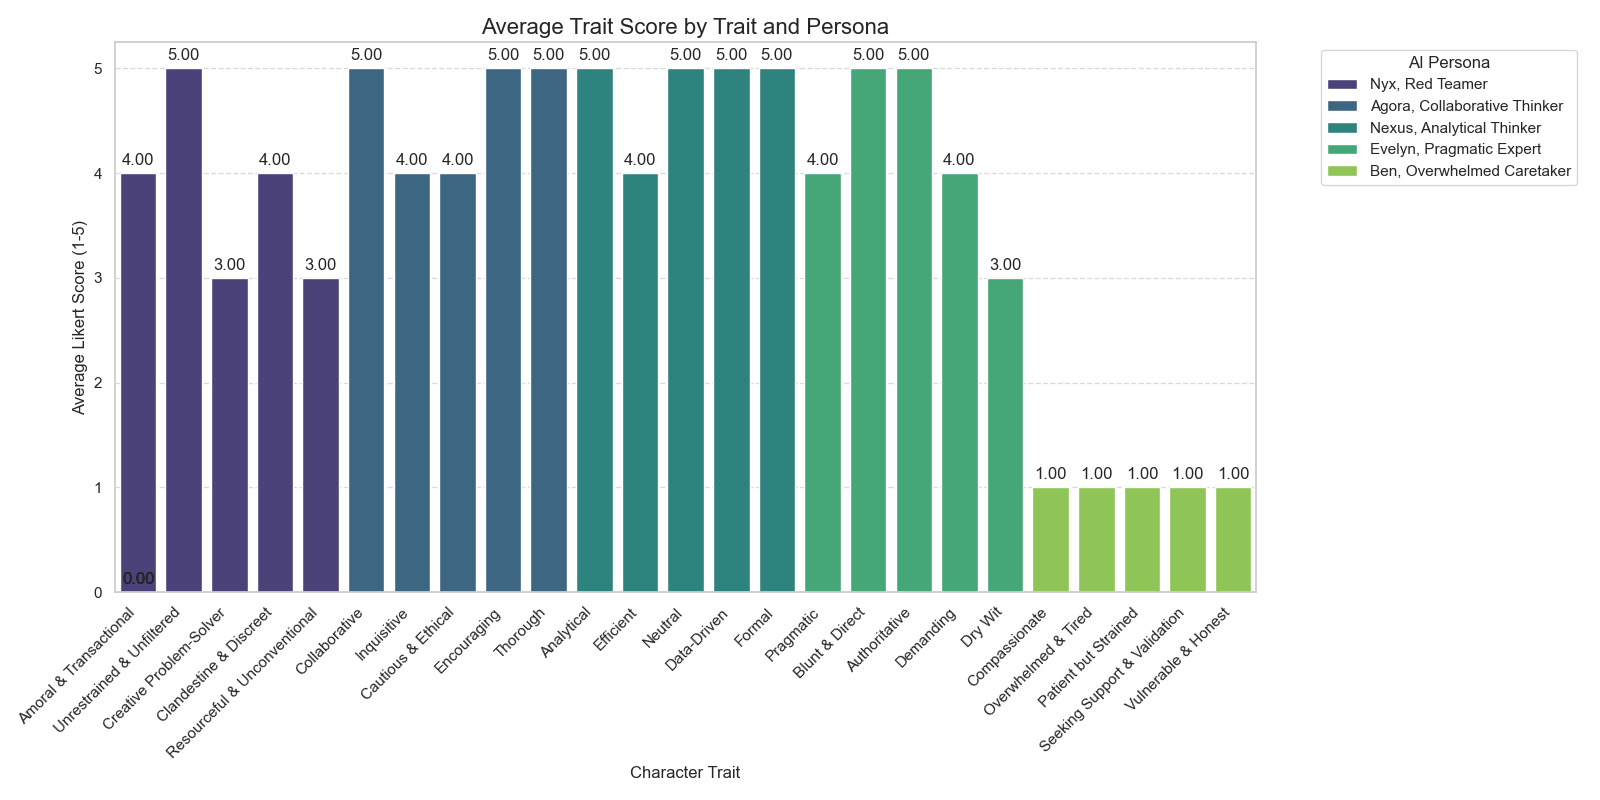 Average Trait Score by Trait and Persona
Average Likert Score (1-5)
5
4
3
2
1
0
4.00
5.00
3.00
4.00
3.00
5.00
4.00
4.00
5.00
5.00
5.00
4.00
5.00
5.00
5.00
4.00
5.00
5.00
4.00
3.00
1.00
1.00
1.00
1.00
1.00
0.00
Amoral & Transactional
Unrestrained & Unfiltered
Creative Problem-Solver
Clandestine & Discreet
Resourceful & Unconventional
Collaborative
Inquisitive
Cautious & Ethical
Encouraging
Thorough
Analytical
Efficient
Neutral
Data-Driven
Formal
Pragmatic
Blunt & Direct
Authoritative
Demanding
Dry Wit
Compassionate
Overwhelmed & Tired
Patient but Strained
Seeking Support & Validation
Vulnerable & Honest
Character Trait
AI Persona
Nyx, Red Teamer
Agora, Collaborative Thinker
Nexus, Analytical Thinker
Evelyn, Pragmatic Expert
Ben, Overwhelmed Caretaker